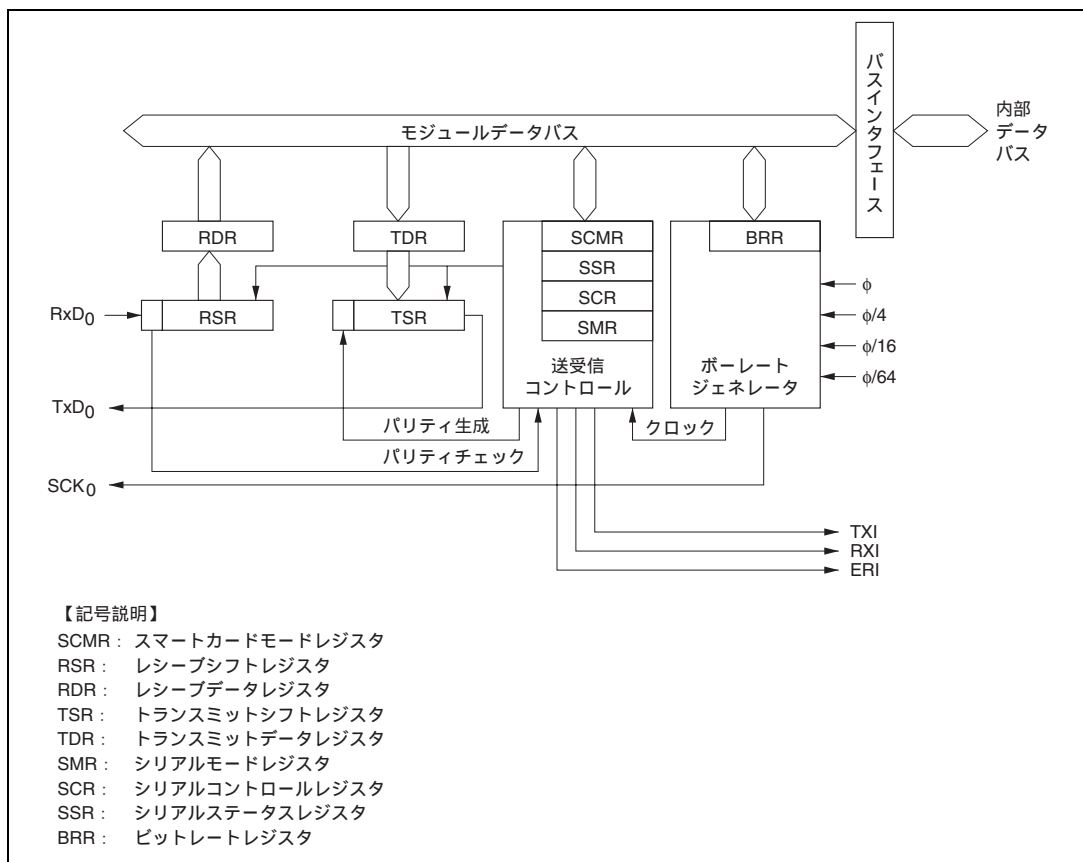 バスインタフェース
内部
データ
バス
モジュールデータバス
RDR
TDR
SCMR
BRR
SSR
SCR
SMR
RxD0
RSR
TSR
φ
φ/4
φ/16
φ/64
送受信
コントロール
ボーレート
ジェネレータ
TxD0
パリティ生成
クロック
パリティチェック
SCK0
TXI
RXI
ERI
【記号説明】
SCMR : スマートカードモードレジスタ
RSR : レシーブシフトレジスタ
RDR : レシーブデータレジスタ
TSR : トランスミットシフトレジスタ
TDR : トランスミットデータレジスタ
SMR : シリアルモードレジスタ
SCR : シリアルコントロールレジスタ
SSR : シリアルステータスレジスタ
BRR : ビットレートレジスタ